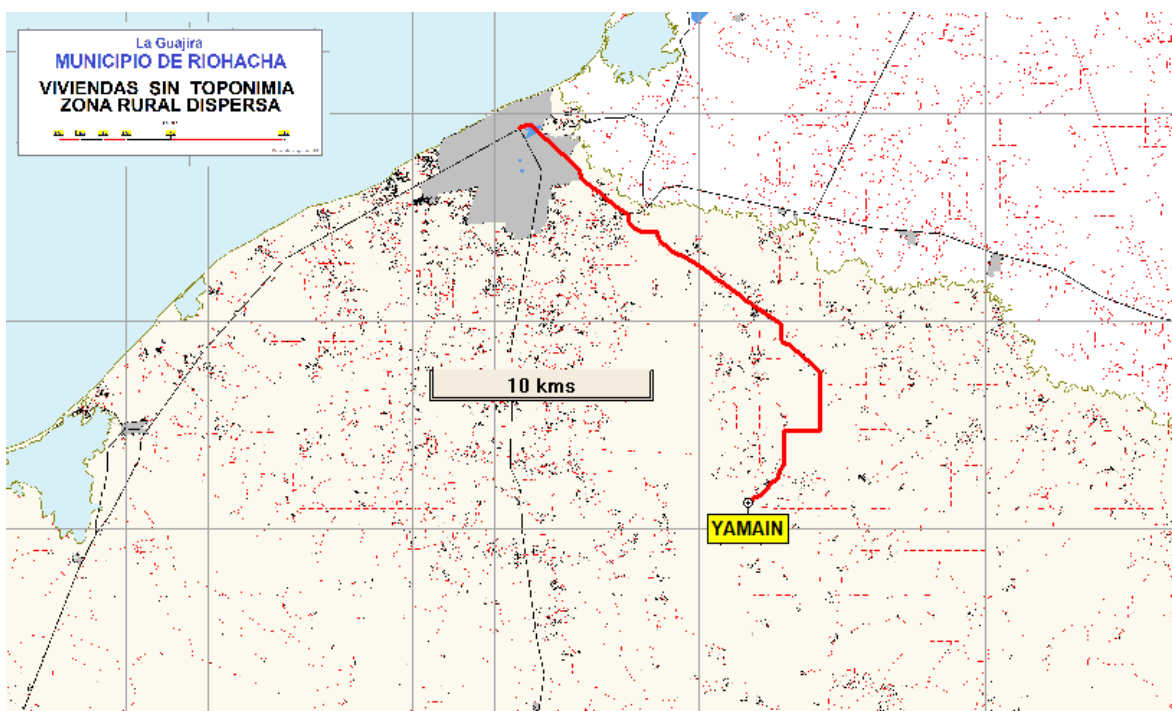 La Guajira
MUNICIPIO DE RIOHACHA
VIVIENDAS SIN TOPONIMIA
ZONA RURAL DISPERSA
10 kms
YAMAIN